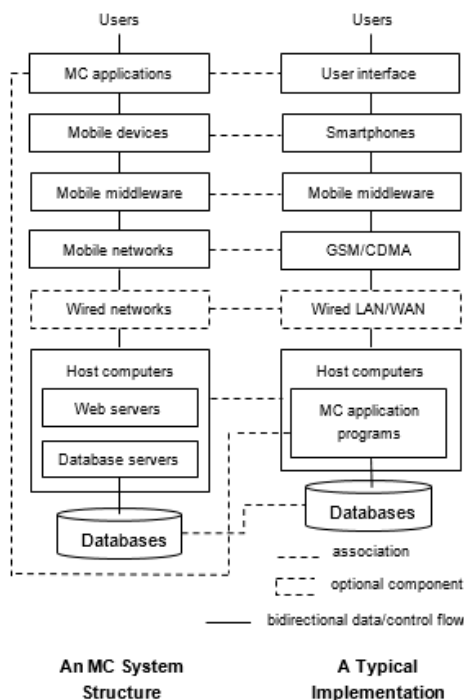 Users
MC applications
Mobile devices
Mobile middleware
Mobile networks
Wired networks
Host computers
Web servers
Database servers
Databases
An MC System
Structure
Users
User interface
Smartphones
Mobile middleware
GSM/CDMA
Wired LAN/WAN
Host computers
MC application
programs
Databases
association
optional component
bidirectional data/control flow
A Typical
Implementation